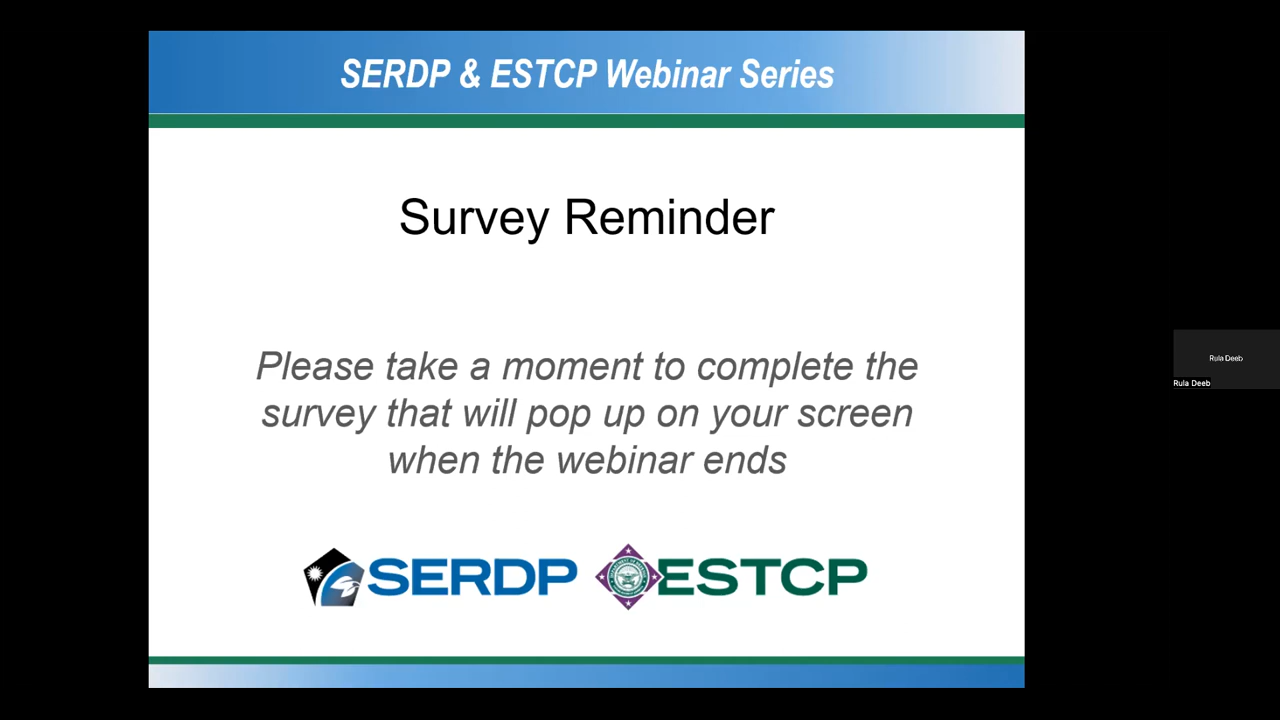 SERDP & ESTCP Webinar Series
Survey Reminder
Please take a moment to complete the
survey that will pop up on your screen
when the webinar ends
SERDP
ESTCP
Rula Deeb
Rula Deeb